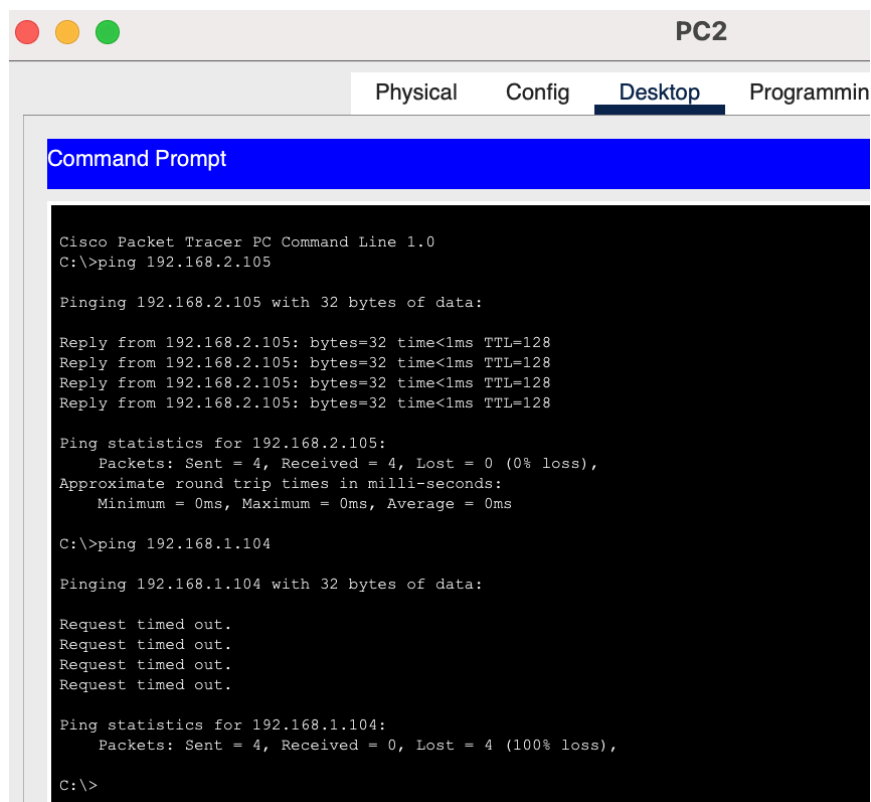 PC2
Physical Config Desktop Programmin
Command Prompt
Cisco Packet Tracer PC Command Line 1.0
C:\>ping 192.168.2.105
Pinging 192.168.2.105 with 32 bytes of data:
Reply from 192.168.2.105: bytes=32 time<1ms TTL=128
Reply from 192.168.2.105: bytes=32 time<1ms TTL=128
Reply from 192.168.2.105: bytes=32 time<1ms TTL=128
Reply from 192.168.2.105: bytes=32 time<1ms TTL=128
Ping statistics for 192.168.2.105:
Packets: Sent = 4, Received = 4, Lost = 0 (0% loss),
Approximate round trip times in milli-seconds:
Minimum = 0ms, Maximum = 0ms, Average = 0ms
C:\>ping 192.168.1.104
Pinging 192.168.1.104 with 32 bytes of data:
Request timed out.
Request timed out.
Request timed out.
Request timed out.
Ping statistics for 192.168.1.104:
Packets: Sent = 4, Received = 0, Lost = 4 (100% loss),
C:\>